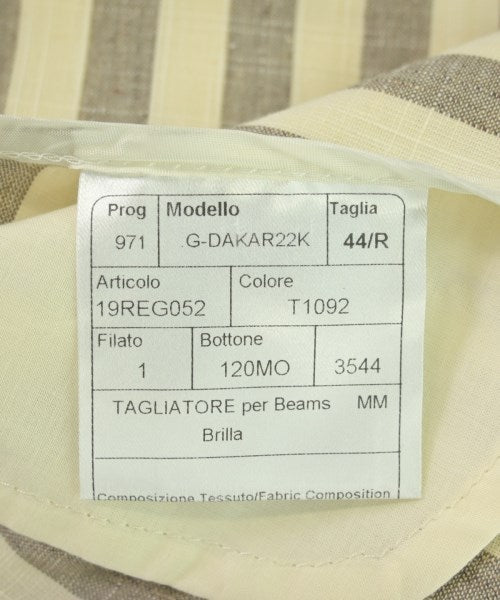 Prog Modello Taglia
971 G-DAKAR22K 44/R
Articolo Colore
19REG052 T1092
Filato Bottone
1 120MO 3544
TAGLIATORE per Beams MM
Brilla
Composizione Tessuto/Fabric Composition